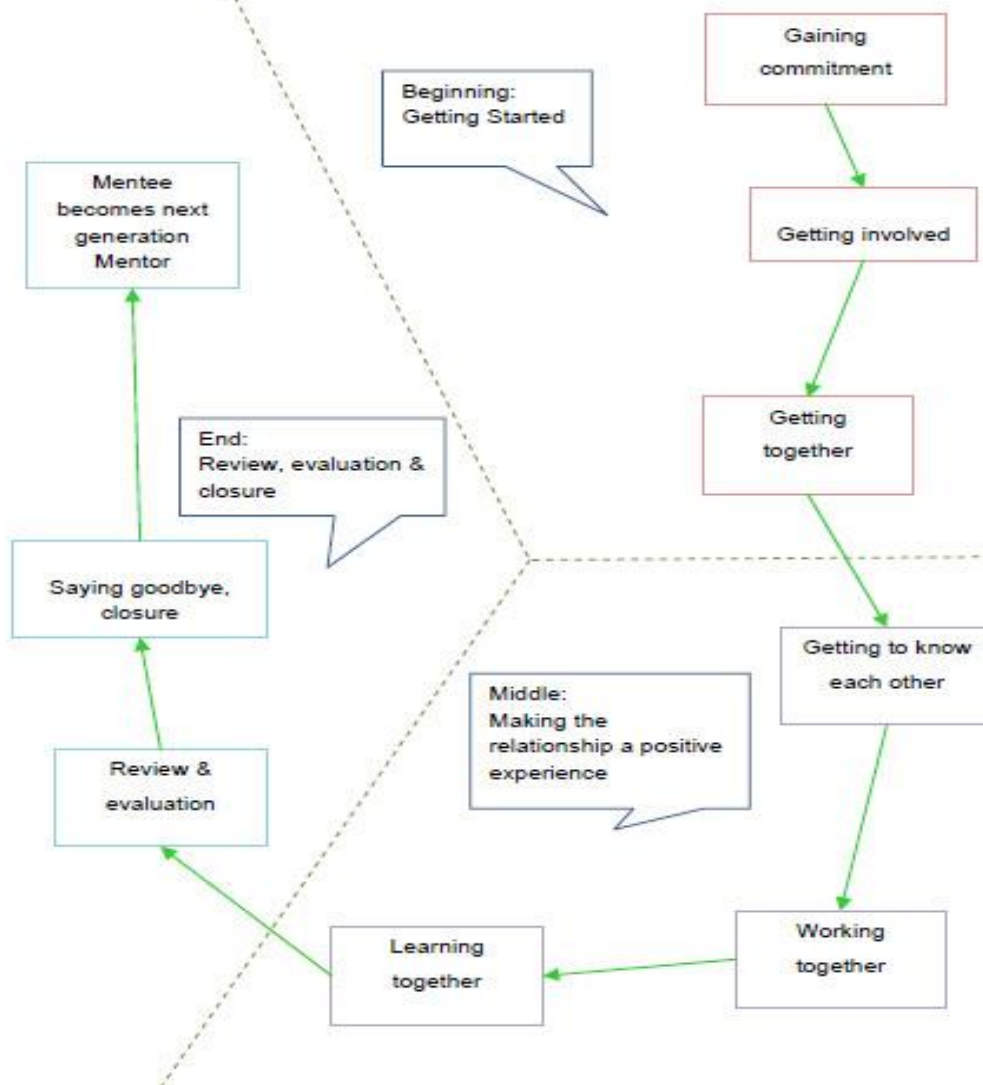 Gaining
commitment
Beginning:
Getting Started
Getting involved
Getting
together
Getting to know
each other
Middle:
Making the
relationship a positive
experience
Working
together
Learning
together
Review &
evaluation
End:
Review, evaluation &
closure
Saying goodbye,
closure
Mentee
becomes next
generation
Mentor